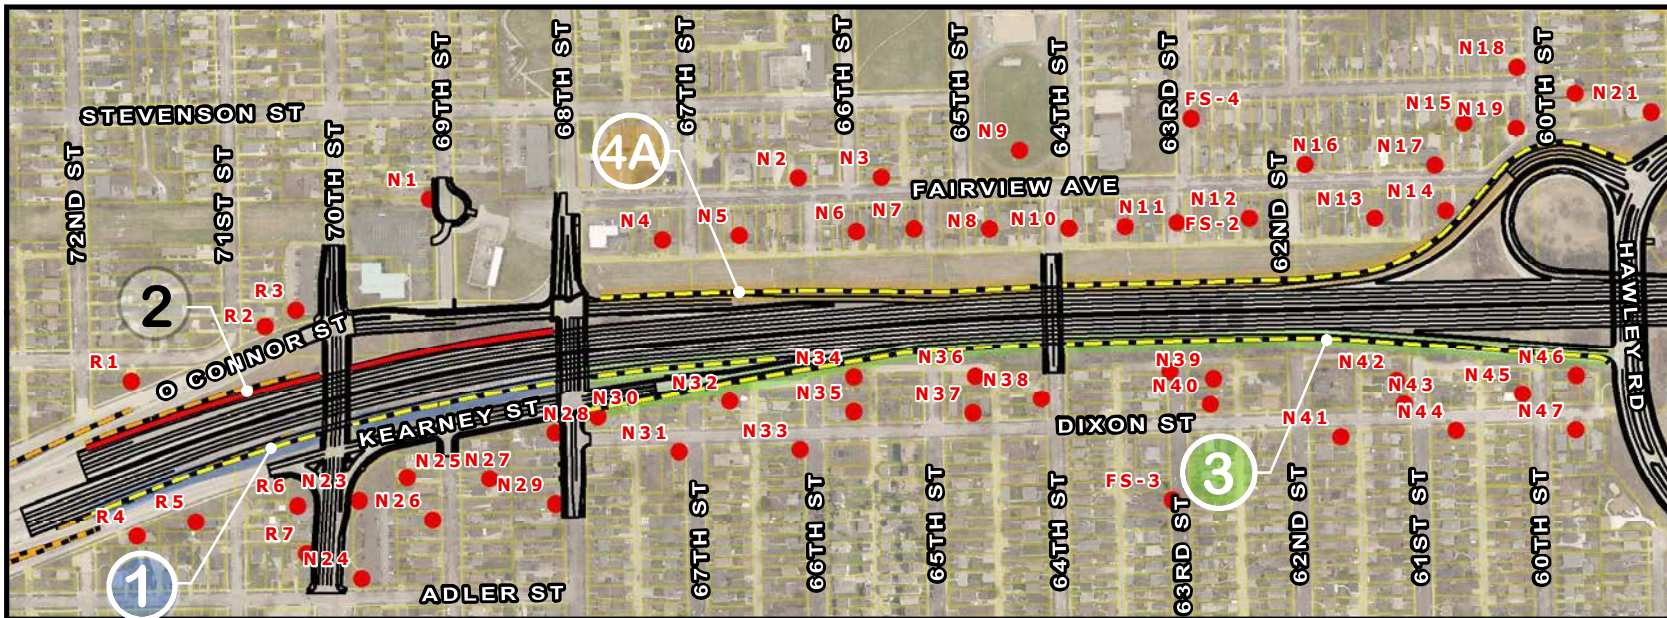 STEVENSON ST
72ND ST
71ST ST
70TH ST
69TH ST
68TH ST
67TH ST
66TH ST
65TH ST
64TH ST
63RD ST
62ND ST
60TH ST
FAIRVIEW AVE
HAWLEY RD
N1
N2
N3
N4
N5
N6
N7
N8
N9
N10
N11
N12
FS-2
FS-4
N13
N14
N15
N16
N17
N18
N19
N21
4A
2
R1
R2
R3
O CONNOR ST
KEARNEY ST
N28
N30
N32
N34
N35
N36
N37
N38
N39
N40
N42
N43
N44
N45
N46
N47
N41
DIXON ST
N31
N33
3
FS-3
R4
R5
R6
R7
N23
N24
N25
N26
N27
N29
1
ADLER ST
67TH ST
66TH ST
65TH ST
64TH ST
63RD ST
62ND ST
61ST ST
60TH ST